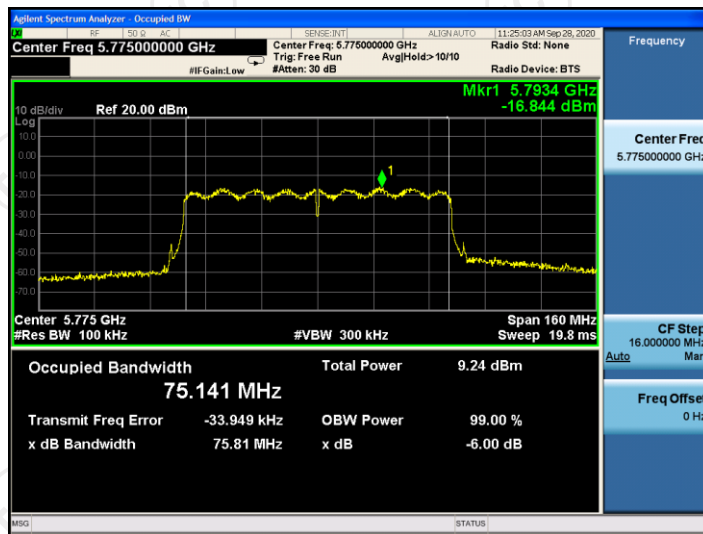 Agilent Spectrum Analyzer - Occupied BW
RF 50 Ω AC SENSE:INT ALIGN AUTO 11:25:03 AM Sep 28, 2020
Center Freq 5.775000000 GHz
Center Freq: 5.775000000 GHz
Radio Std: None
Trig: Free Run Avg|Hold:> 10/10
#IFGain:Low #Atten: 30 dB Radio Device: BTS
Frequency
Mkr1 5.7934 GHz
10 dB/div Ref 20.00 dBm -16.844 dBm
Log
10.0
0.00
-10.0
-20.0
-30.0
-40.0
-50.0
-60.0
-70.0
1
Center 5.775 GHz Span 160 MHz
#Res BW 100 kHz #VBW 300 kHz Sweep 19.8 ms
Occupied Bandwidth Total Power 9.24 dBm
75.141 MHz
Transmit Freq Error -33.949 kHz OBW Power 99.00 %
x dB Bandwidth 75.81 MHz x dB -6.00 dB
Center Freq
5.775000000 GHz
CF Step
16.000000 MHz
Auto Man
Freq Offset
0 Hz
MSG STATUS